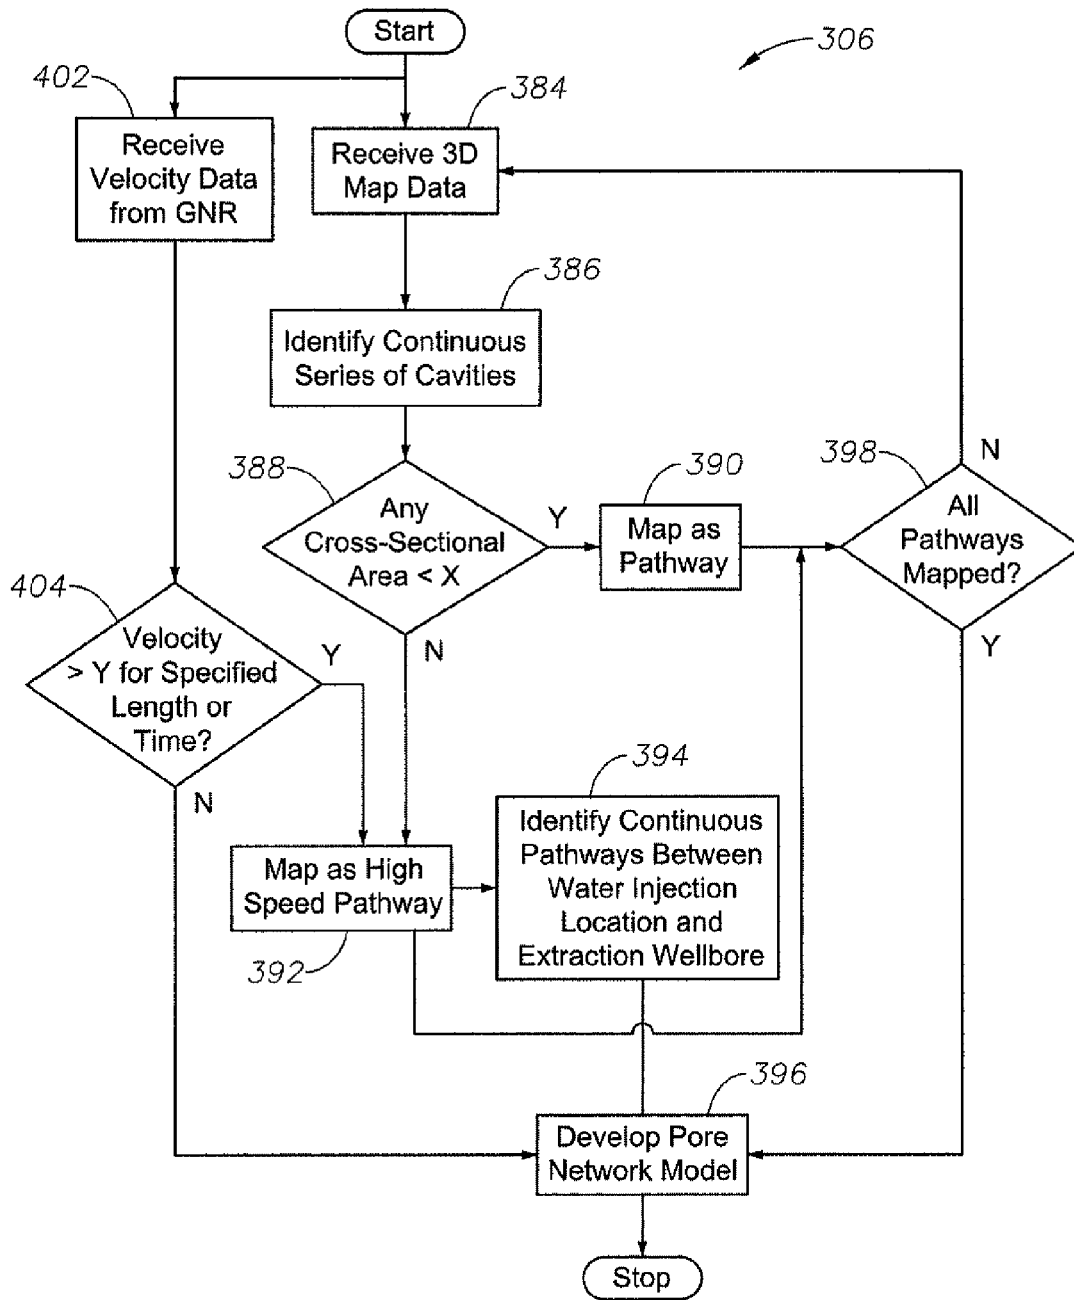 Start
306
402
384
Receive
Velocity Data
from GNR
Receive 3D
Map Data
386
Identify Continuous
Series of Cavities
388
Any
Cross-Sectional
Area < X
Y
N
390
Map as
Pathway
398
All
Pathways
Mapped?
N
Y
404
Velocity
> Y for Specified
Length or
Time?
Y
N
Map as High
Speed Pathway
392
394
Identify Continuous
Pathways Between
Water Injection
Location and
Extraction Wellbore
396
Develop Pore
Network Model
Stop